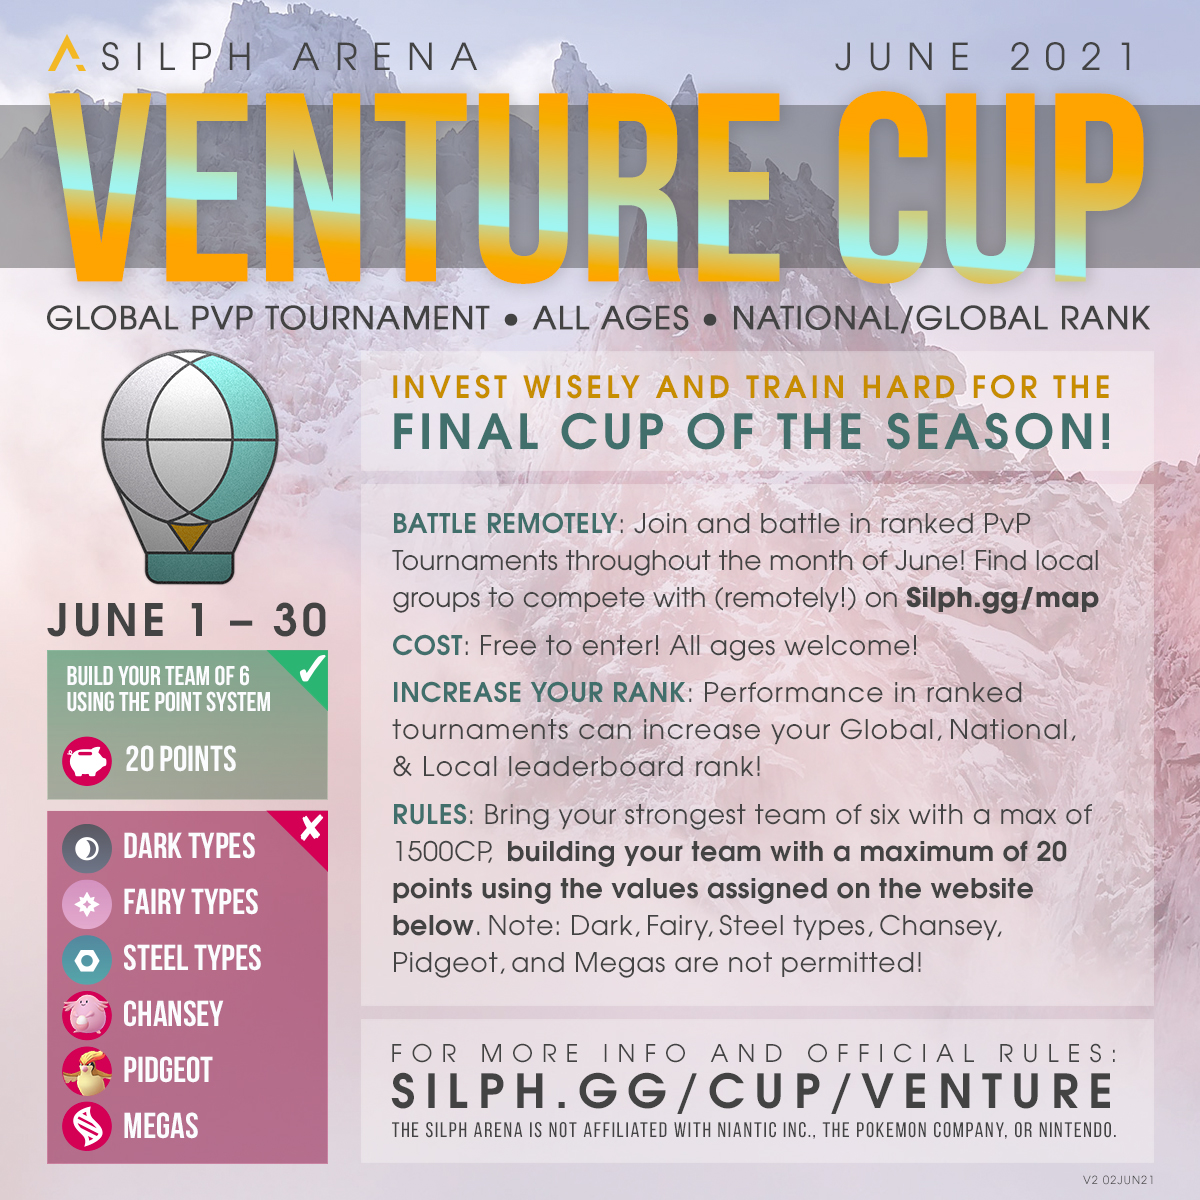 SILPH ARENA
JUNE 2021
VENTURE CUP
GLOBAL PVP TOURNAMENT • ALL AGES • NATIONAL/GLOBAL RANK
JUNE 1 – 30
BUILD YOUR TEAM OF 6
USING THE POINT SYSTEM
20 POINTS
DARK TYPES
FAIRY TYPES
STEEL TYPES
CHANSEY
PIDGEOT
MEGAS
INVEST WISELY AND TRAIN HARD FOR THE
FINAL CUP OF THE SEASON!
BATTLE REMOTELY: Join and battle in ranked PvP
Tournaments throughout the month of June! Find local
groups to compete with (remotely!) on Silph.gg/map
COST: Free to enter! All ages welcome!
INCREASE YOUR RANK: Performance in ranked
tournaments can increase your Global, National,
& Local leaderboard rank!
RULES: Bring your strongest team of six with a max of
1500CP, building your team with a maximum of 20
points using the values assigned on the website
below. Note: Dark, Fairy, Steel types, Chansey,
Pidgeot, and Megas are not permitted!
FOR MORE INFO AND OFFICIAL RULES:
SILPH.GG/CUP/VENTURE
THE SILPH ARENA IS NOT AFFILIATED WITH NIANTIC INC., THE POKEMON COMPANY, OR NINTENDO.
V2 02JUN21